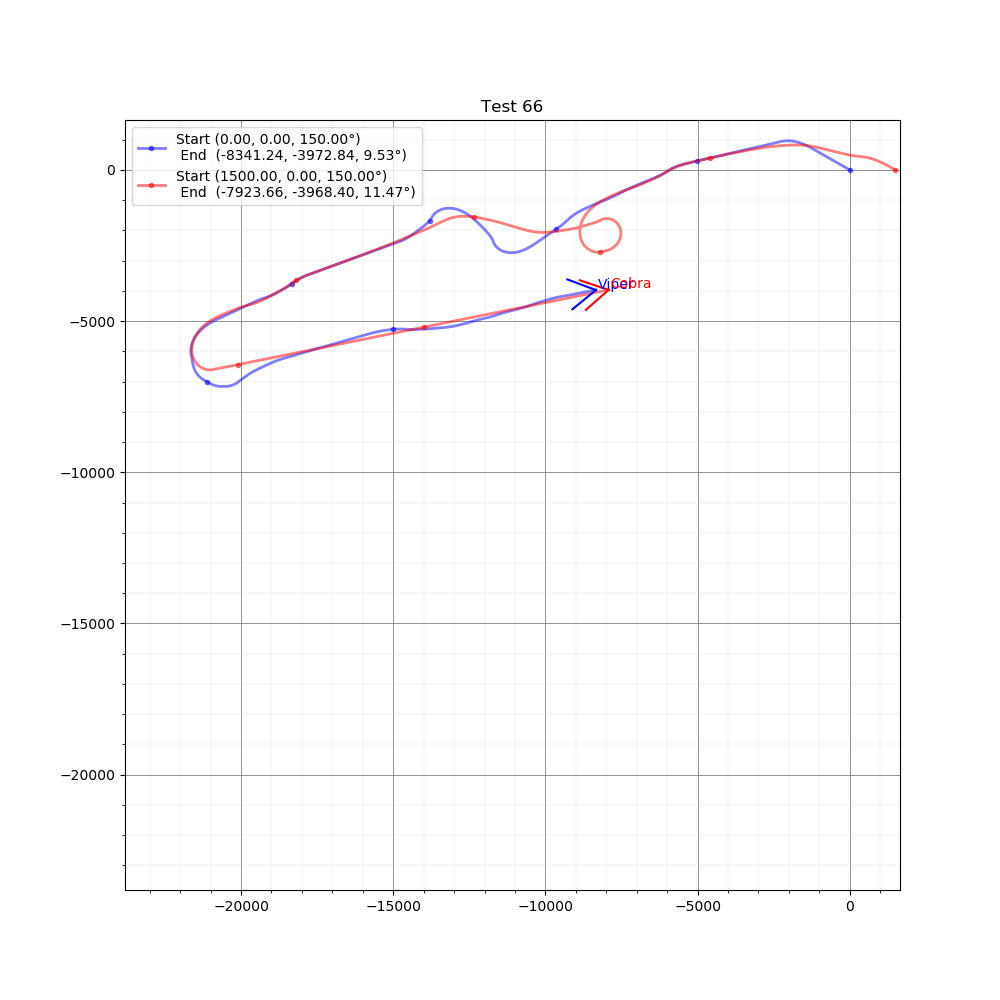 Test 66
Start (0.00, 0.00, 150.00°)
End (-8341.24, -3972.84, 9.53°)
Start (1500.00, 0.00, 150.00°)
End (-7923.66, -3968.40, 11.47°)
0
−5000
−10000
−15000
−20000
Viper
Cobra
−20000 −15000 −10000 −5000 0